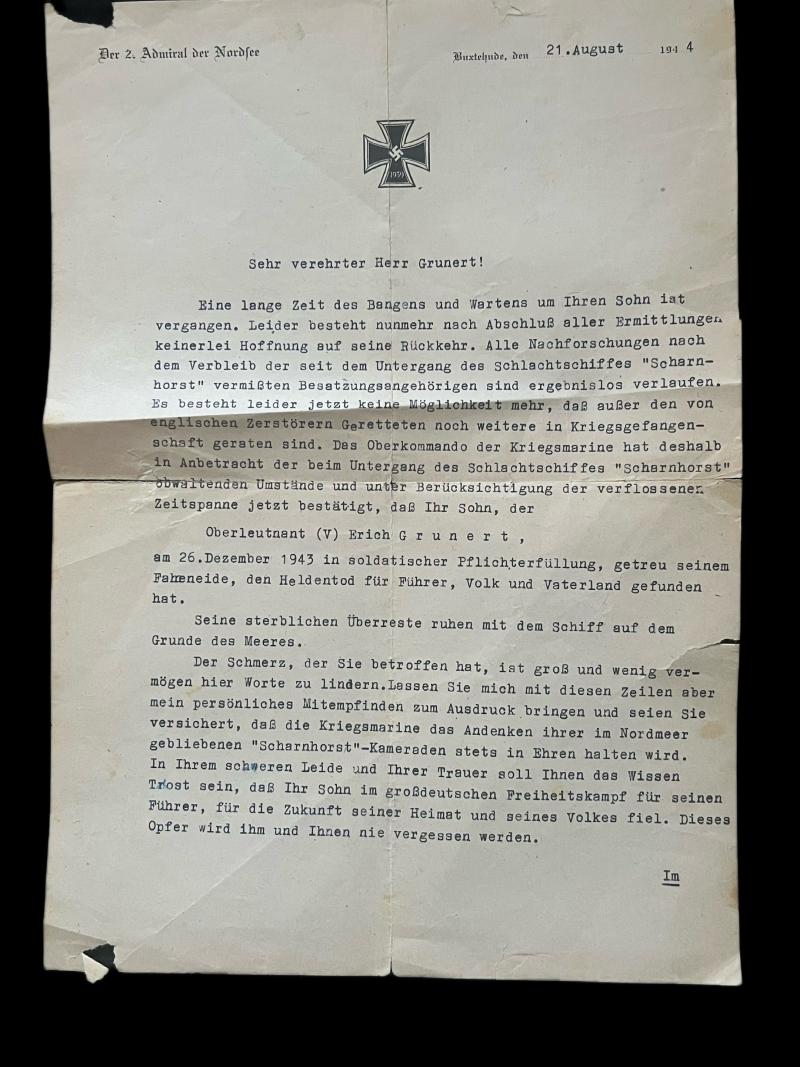 Der 2. Admiral der Nordsee
Buxtehude, den 21.August 1944
1939
Sehr verehrter Herr Grunert!
Eine lange Zeit des Bangens und Wartens um Ihren Sohn ist
vergangen. Leider besteht nunmehr nach Abschluß aller Ermittlungen
keinerlei Hoffnung auf seine Rückkehr. Alle Nachforschungen nach
dem Verbleib der seit dem Untergang des Schlachtschiffes "Scharn-
horst" vermißten Besatzungsangehörigen sind ergebnislos verlaufen.
Es besteht leider jetzt keine Möglichkeit mehr, daß außer den von
englischen Zerstörern Geretteten noch weitere in Kriegsgefangen-
schaft geraten sind. Das Oberkommando der Kriegsmarine hat deshalb
in Anbetracht der beim Untergang des Schlachtschiffes "Scharnhorst"
obwaltenden Umstände und unter Berücksichtigung der verflossenen
Zeitspanne jetzt bestätigt, daß Ihr Sohn, der
Oberleutnant (V) Erich G r u n e r t ,
am 26.Dezember 1943 in soldatischer Pflichterfüllung, getreu seinem
Fahneneide, den Heldentod für Führer, Volk und Vaterland gefunden
hat.
Seine sterblichen Überreste ruhen mit dem Schiff auf dem
Grunde des Meeres.
Der Schmerz, der Sie betroffen hat, ist groß und wenig ver-
mögen hier Worte zu lindern.Lassen Sie mich mit diesen Zeilen aber
mein persönliches Mitempfinden zum Ausdruck bringen und seien Sie
versichert, daß die Kriegsmarine das Andenken ihrer im Nordmeer
gebliebenen "Scharnhorst"-Kameraden stets in Ehren halten wird.
In Ihrem schweren Leide und Ihrer Trauer soll Ihnen das Wissen
Trost sein, daß Ihr Sohn im großdeutschen Freiheitskampf für seinen
Führer, für die Zukunft seiner Heimat und seines Volkes fiel. Dieses
Opfer wird ihm und Ihnen nie vergessen werden.
Im